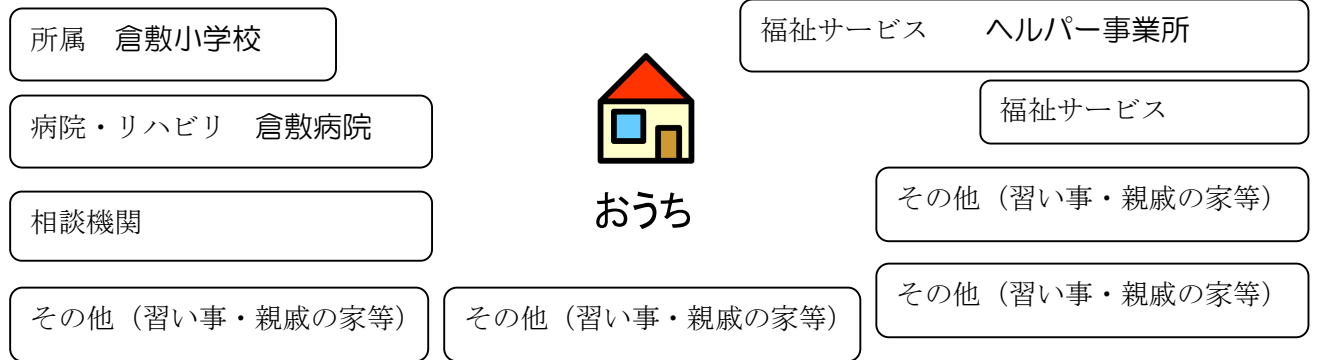 所属 倉敷小学校
福祉サービス ヘルパー事業所
病院・リハビリ 倉敷病院
福祉サービス
相談機関
おうち
その他（習い事・親戚の家等）
その他（習い事・親戚の家等）
その他（習い事・親戚の家等）
その他（習い事・親戚の家等）